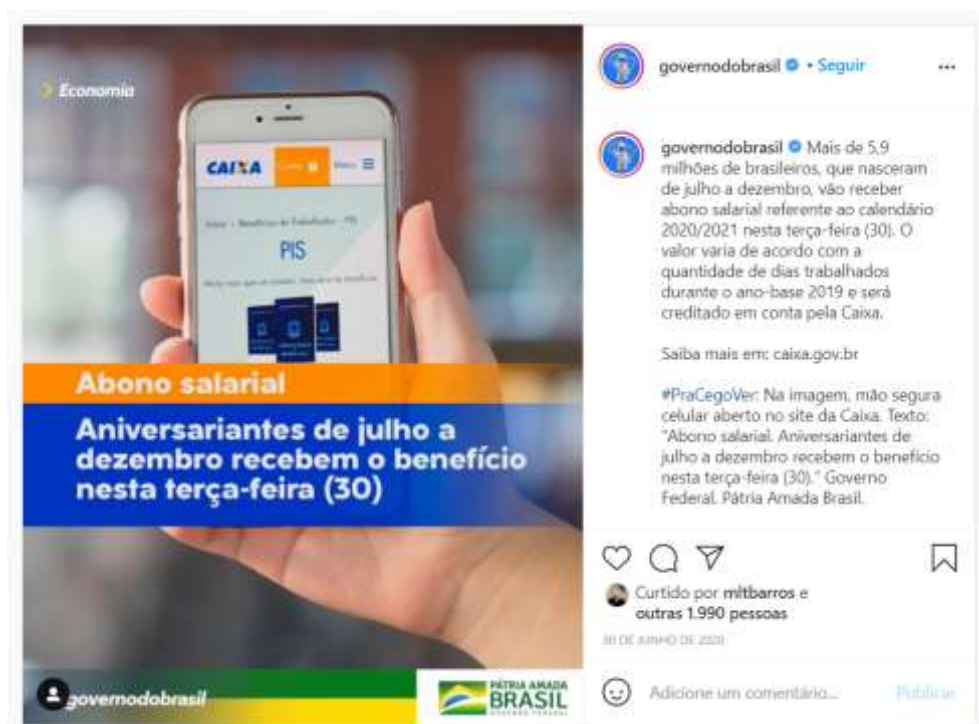 Economia
CAIXA
Menu
PIS
Abono salarial
Aniversariantes de julho a
dezembro recebem o benefício
nesta terça-feira (30)
governodobrasil
PÁTRIA AMADA
BRASIL
GOVERNO FEDERAL
governodobrasil • Seguir
governodobrasil Mais de 5,9
milhões de brasileiros, que nasceram
de julho a dezembro, vão receber
abono salarial referente ao calendário
2020/2021 nesta terça-feira (30). O
valor varia de acordo com a
quantidade de dias trabalhados
durante o ano-base 2019 e será
creditado em conta pela Caixa.
Saiba mais em: caixa.gov.br
#PraCegoVer: Na imagem, mão segura
celular aberto no site da Caixa. Texto:
"Abono salarial. Aniversariantes de
julho a dezembro recebem o benefício
nesta terça-feira (30)." Governo
Federal. Pátria Amada Brasil.
Curtido por mltbarros e
outras 1.990 pessoas
30 DE JUNHO DE 2020
Adicione um comentário... Publicar